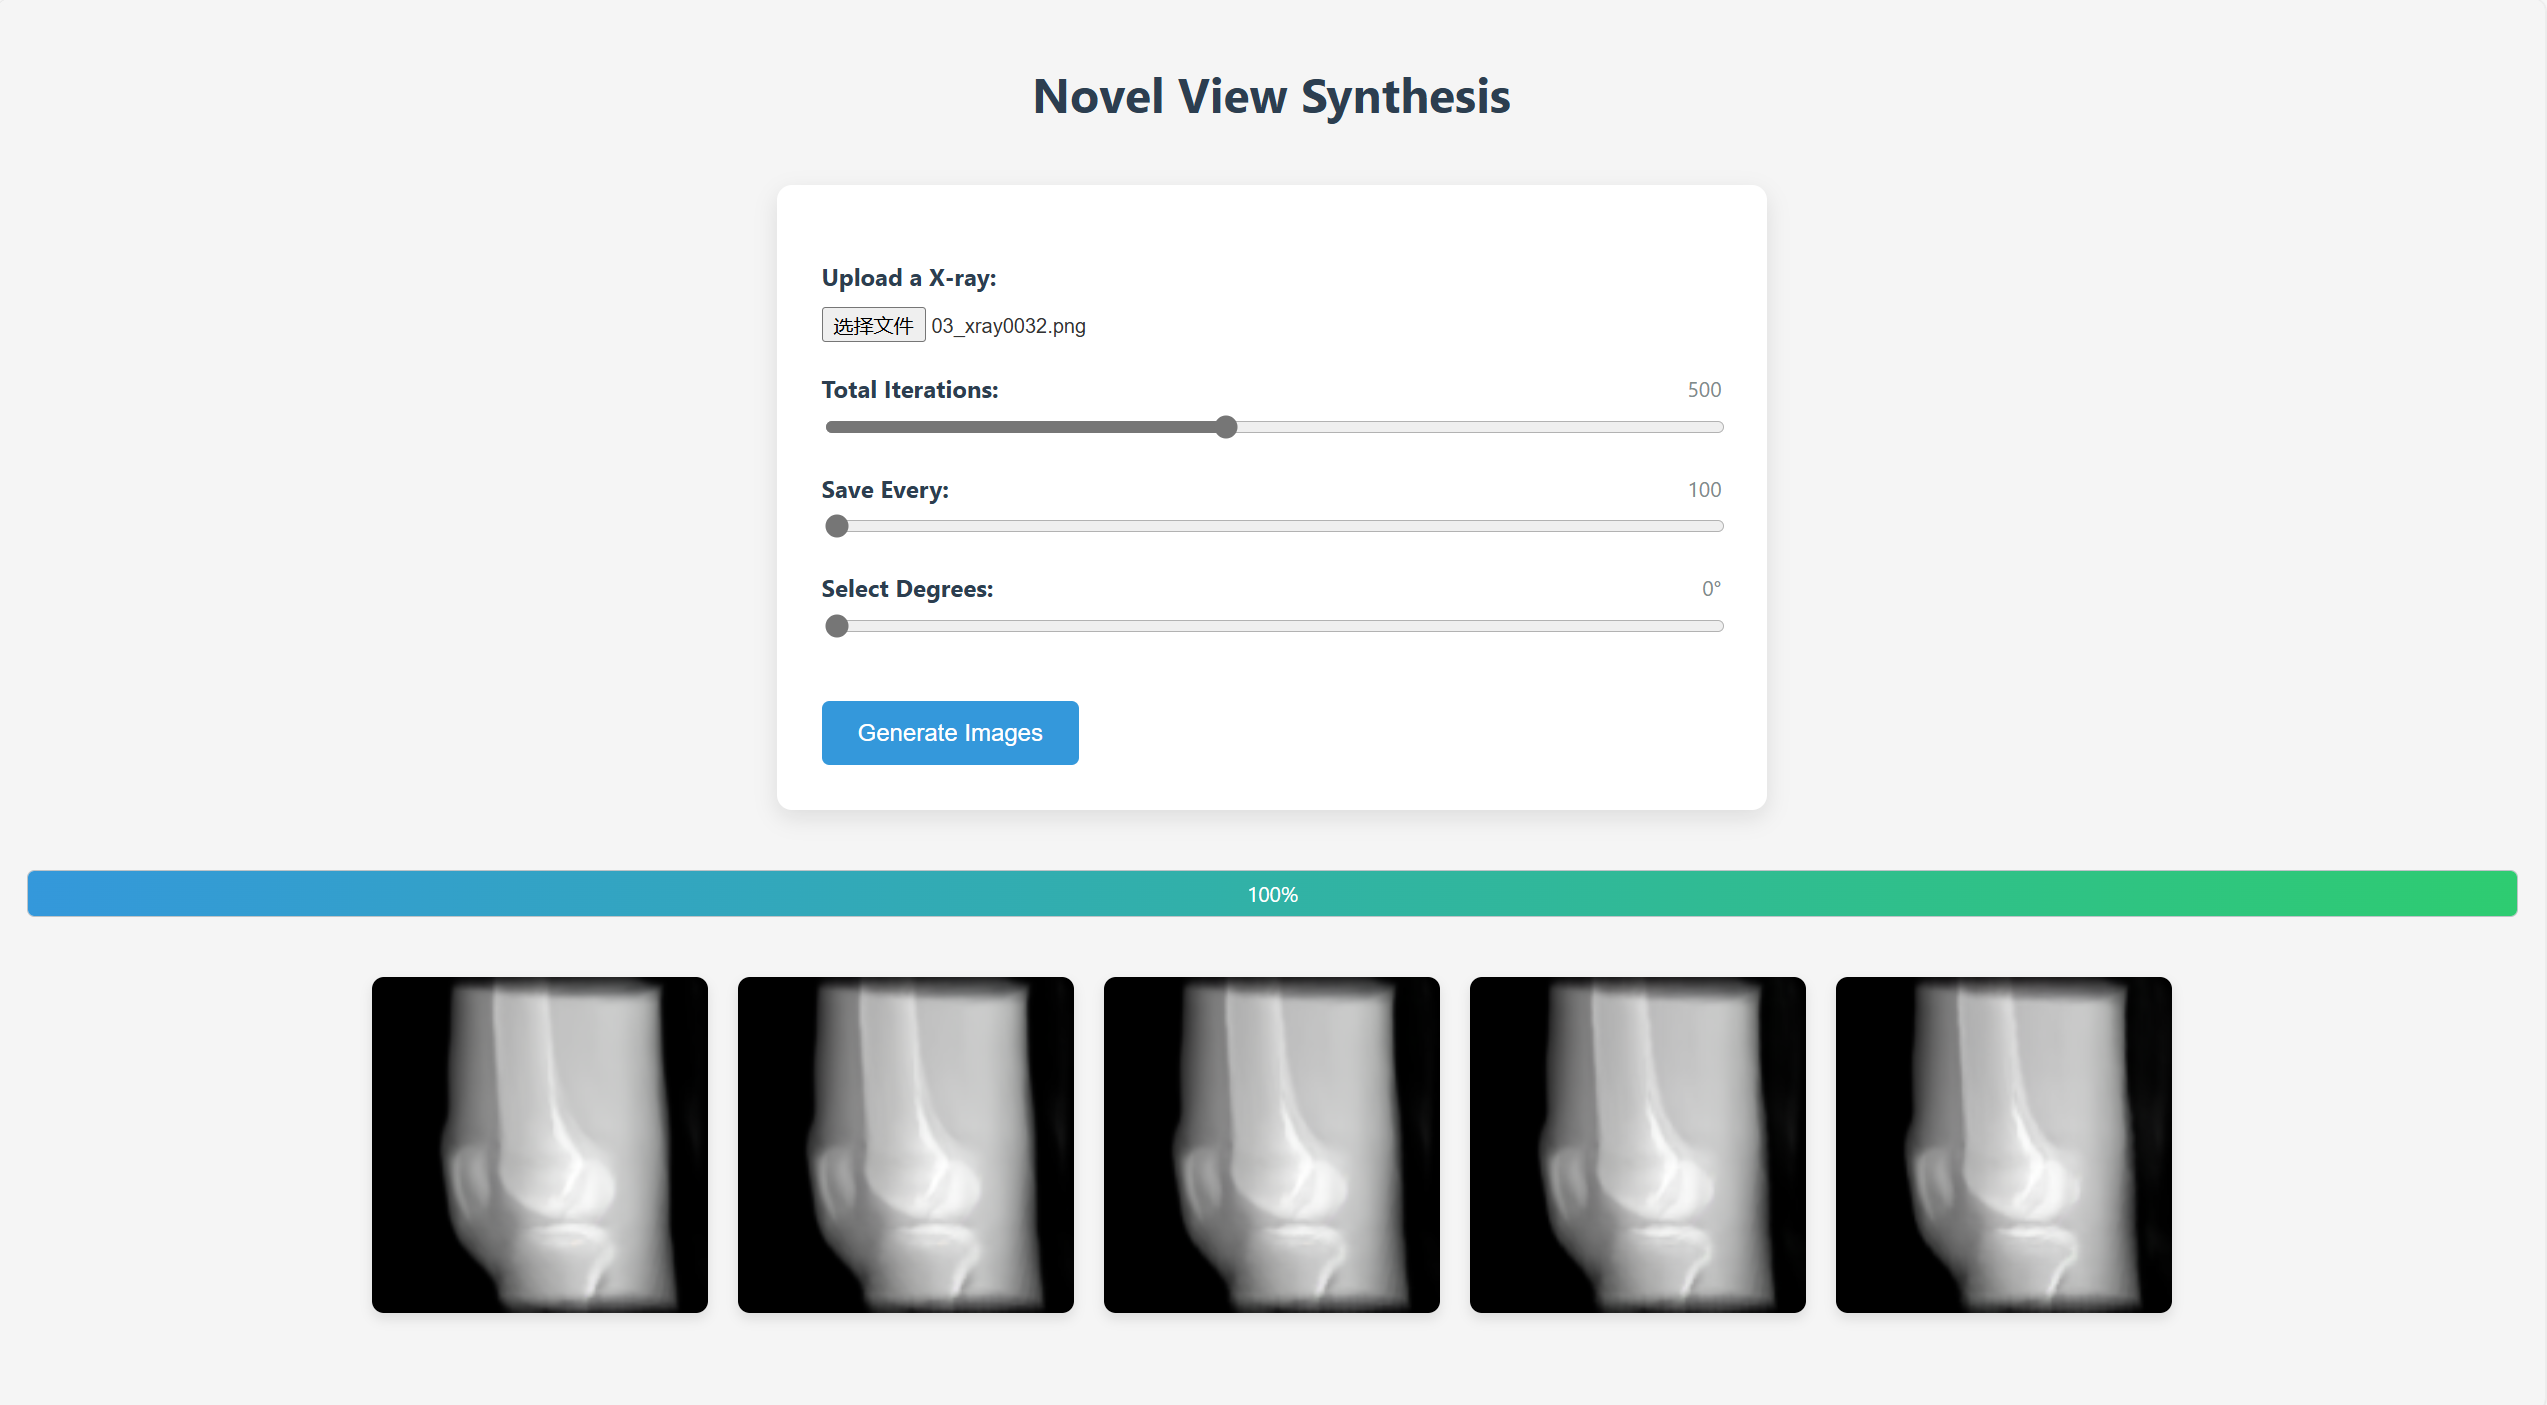 Novel View Synthesis
Upload a X-ray:
选择文件 03_xray0032.png
Total Iterations: 500
Save Every: 100
Select Degrees: 0°
Generate Images
100%